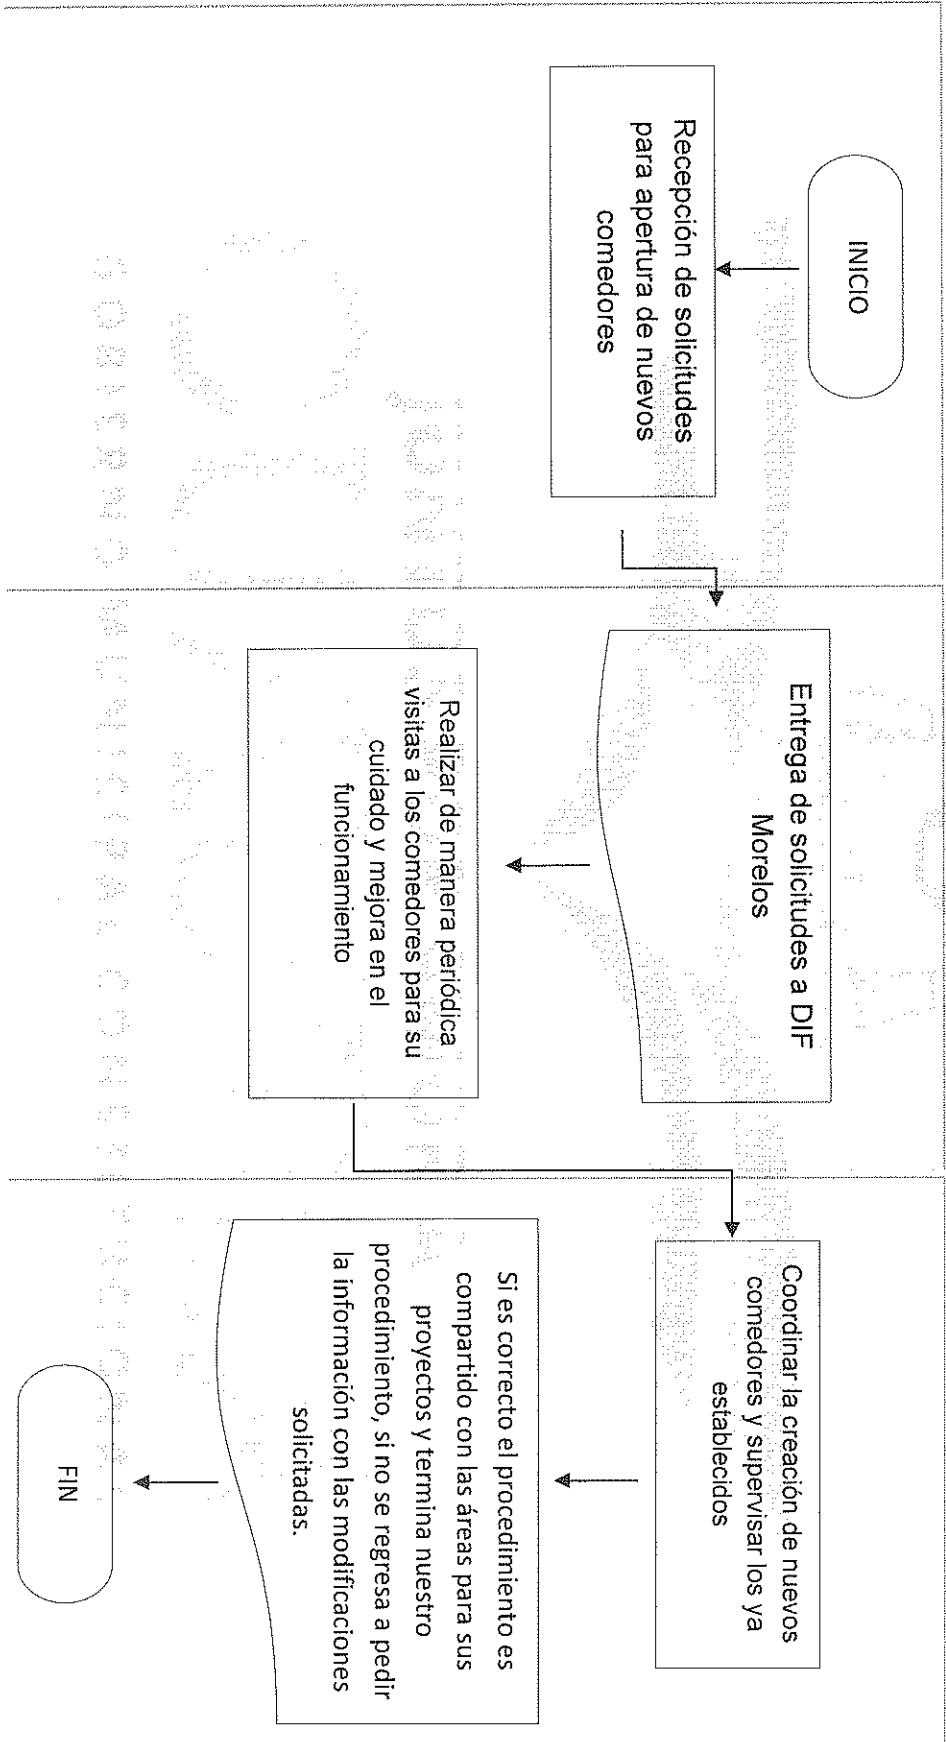 INICIO
Recepción de solicitudes
para apertura de nuevos
comedores
Entrega de solicitudes a DIF
Morelos
Realizar de manera periódica
visitas a los comedores para su
cuidado y mejora en el
funcionamiento
Coordinar la creación de nuevos
comedores y supervisar los ya
establecidos
Si es correcto el procedimiento es
compartido con las áreas para sus
proyectos y termina nuestro
procedimiento, si no se regresa a pedir
la información con las modificaciones
solicitadas.
FIN